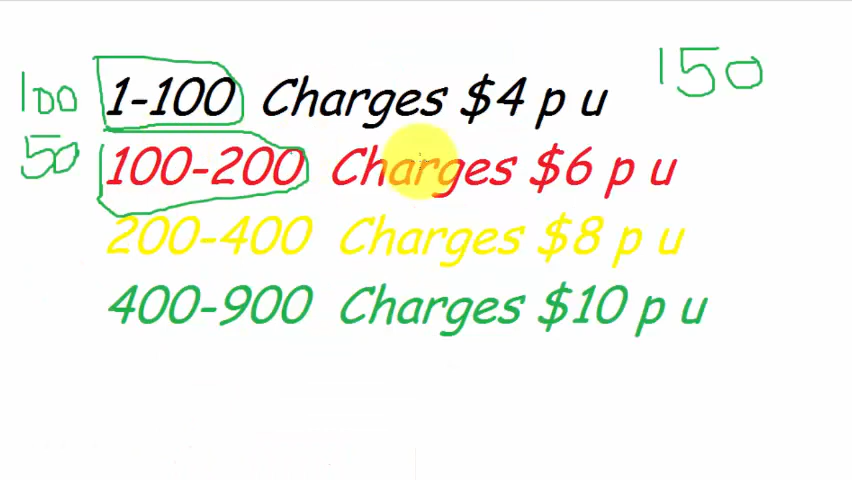 150
100 1-100 Charges $4 p u
50 100-200 Charges $6 p u
200-400 Charges $8 p u
400-900 Charges $10 p u